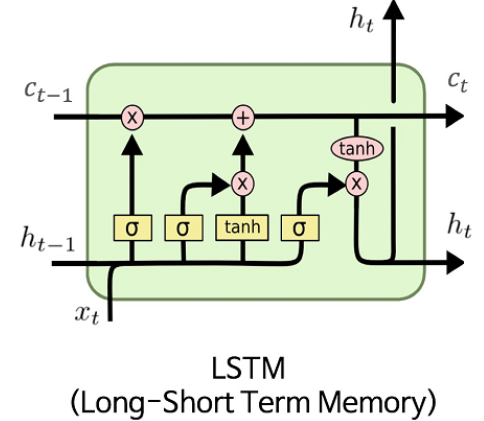 h_t
c_{t-1}
c_t
x
+
tanh
x
x
σ
σ
tanh
σ
h_{t-1}
h_t
x_t
LSTM
(Long-Short Term Memory)